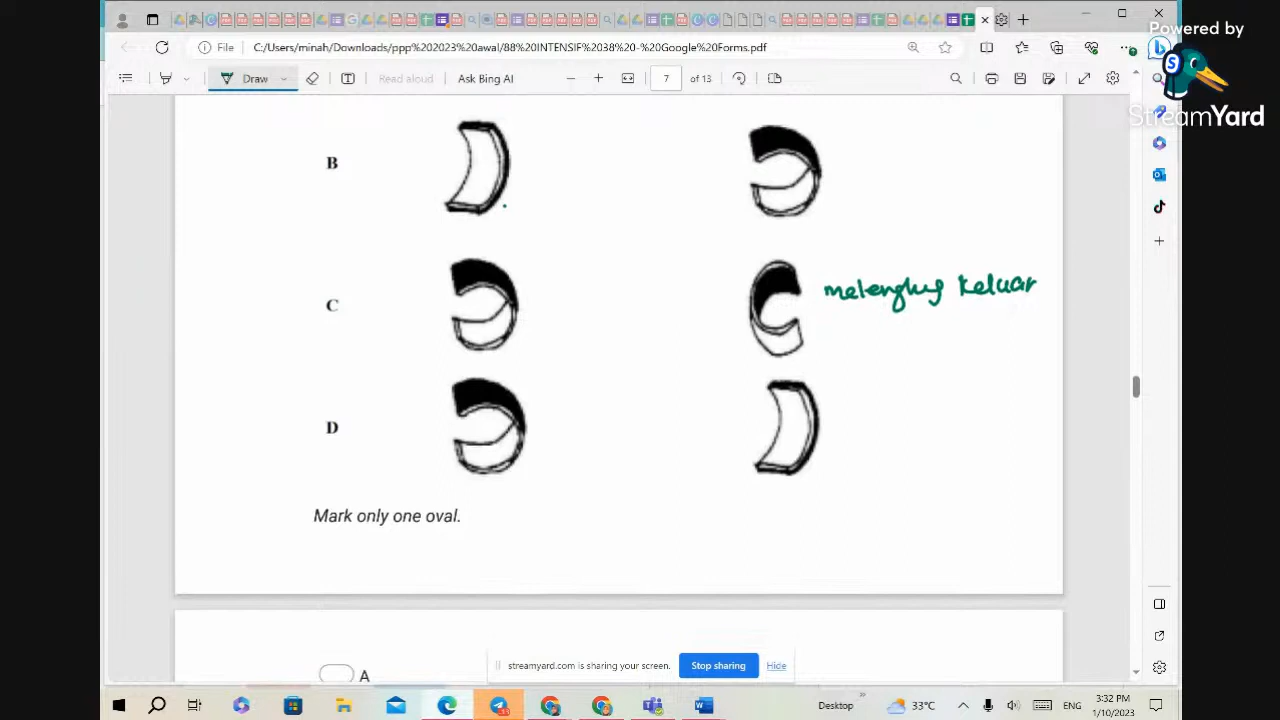 Powered by
StreamYard
File
C:/Users/minah/Downloads/ppp%202023%20awal/88%20INTENSIF%2038%20-%20Google%20Forms.pdf
Draw
Read aloud
Ask Bing AI
7
of 13
B
C
melengkung keluar
D
Mark only one oval.
A
streamyard.com is sharing your screen.
Stop sharing
Hide
Desktop
33°C
3:32 PM
1/10/2023